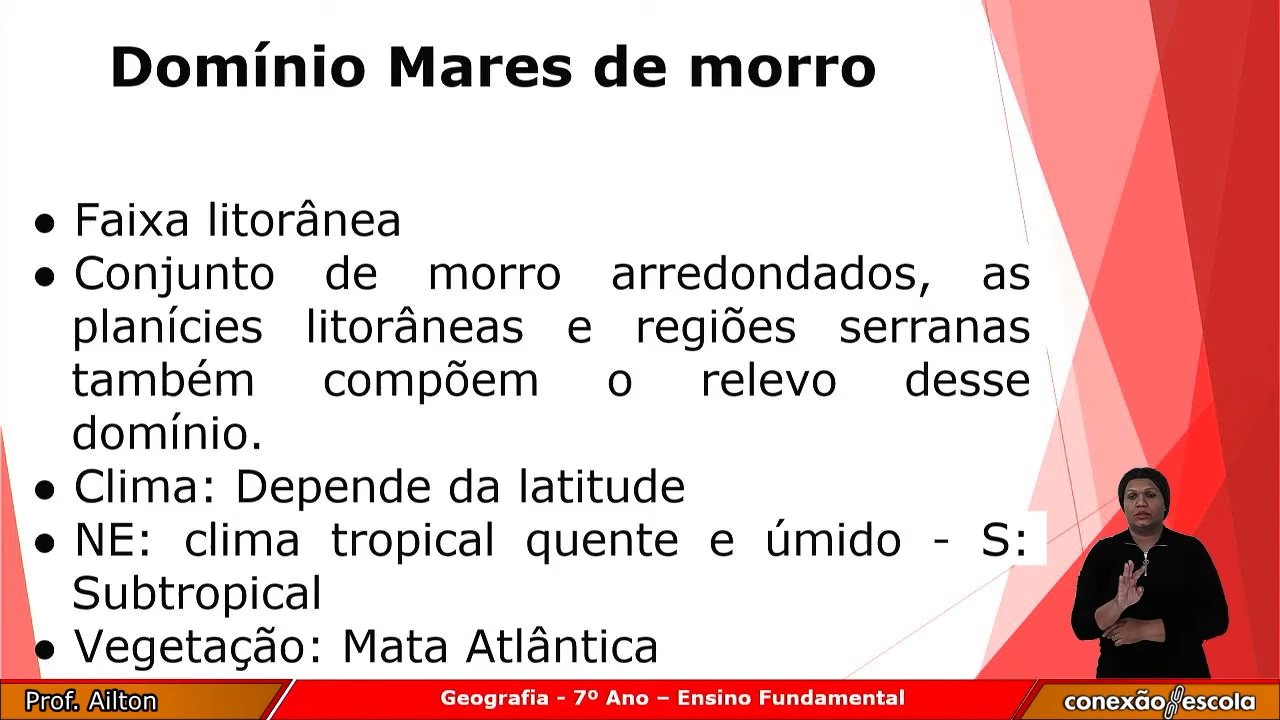 Domínio Mares de morro
● Faixa litorânea
● Conjunto de morro arredondados, as
planícies litorâneas e regiões serranas
também compõem o relevo desse
domínio.
● Clima: Depende da latitude
● NE: clima tropical quente e úmido - S:
Subtropical
● Vegetação: Mata Atlântica
Prof. Ailton
Geografia - 7º Ano – Ensino Fundamental
conexão escola